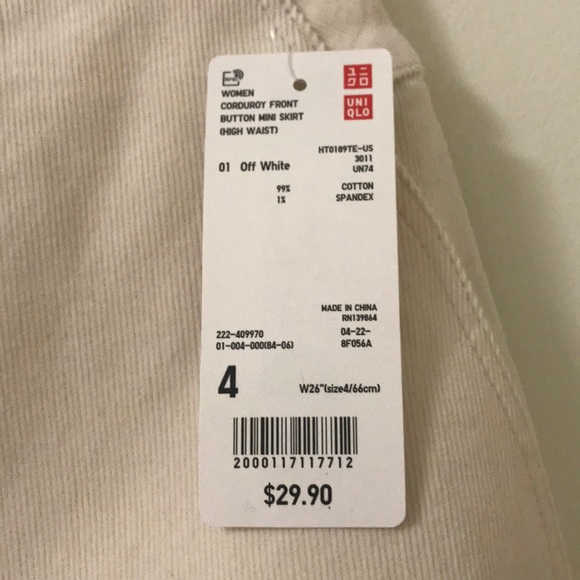 WOMEN
CORDUROY FRONT
BUTTON MINI SKIRT
(HIGH WAIST)
ユニ
クロ
UNI
QLO
HT0189TE-US
3011
UN74
01 Off White
99% COTTON
1% SPANDEX
MADE IN CHINA
RN139864
222-409970 04-22-
01-004-000(84-06) 8F056A
4 W26"(size4/66cm)
2000117117712
$29.90